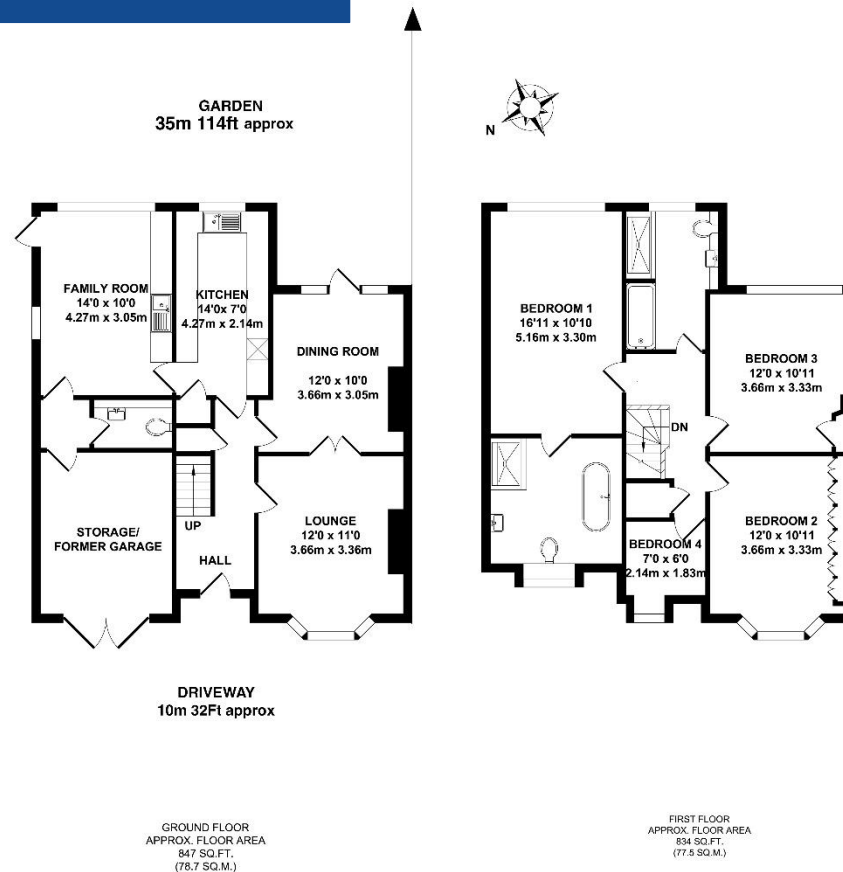 GARDEN
35m 114ft approx
N
FAMILY ROOM
14'0 x 10'0
4.27m x 3.05m
KITCHEN
14'0x 7'0
4.27m x 2.14m
DINING ROOM
12'0 x 10'0
3.66m x 3.05m
STORAGE/
FORMER GARAGE
UP
HALL
LOUNGE
12'0 x 11'0
3.66m x 3.36m
DRIVEWAY
10m 32Ft approx
GROUND FLOOR
APPROX. FLOOR AREA
847 SQ.FT.
(78.7 SQ.M.)
BEDROOM 1
16'11 x 10'10
5.16m x 3.30m
BEDROOM 3
12'0 x 10'11
3.66m x 3.33m
DN
BEDROOM 2
12'0 x 10'11
3.66m x 3.33m
BEDROOM 4
7'0 x 6'0
2.14m x 1.83m
FIRST FLOOR
APPROX. FLOOR AREA
834 SQ.FT.
(77.5 SQ.M.)